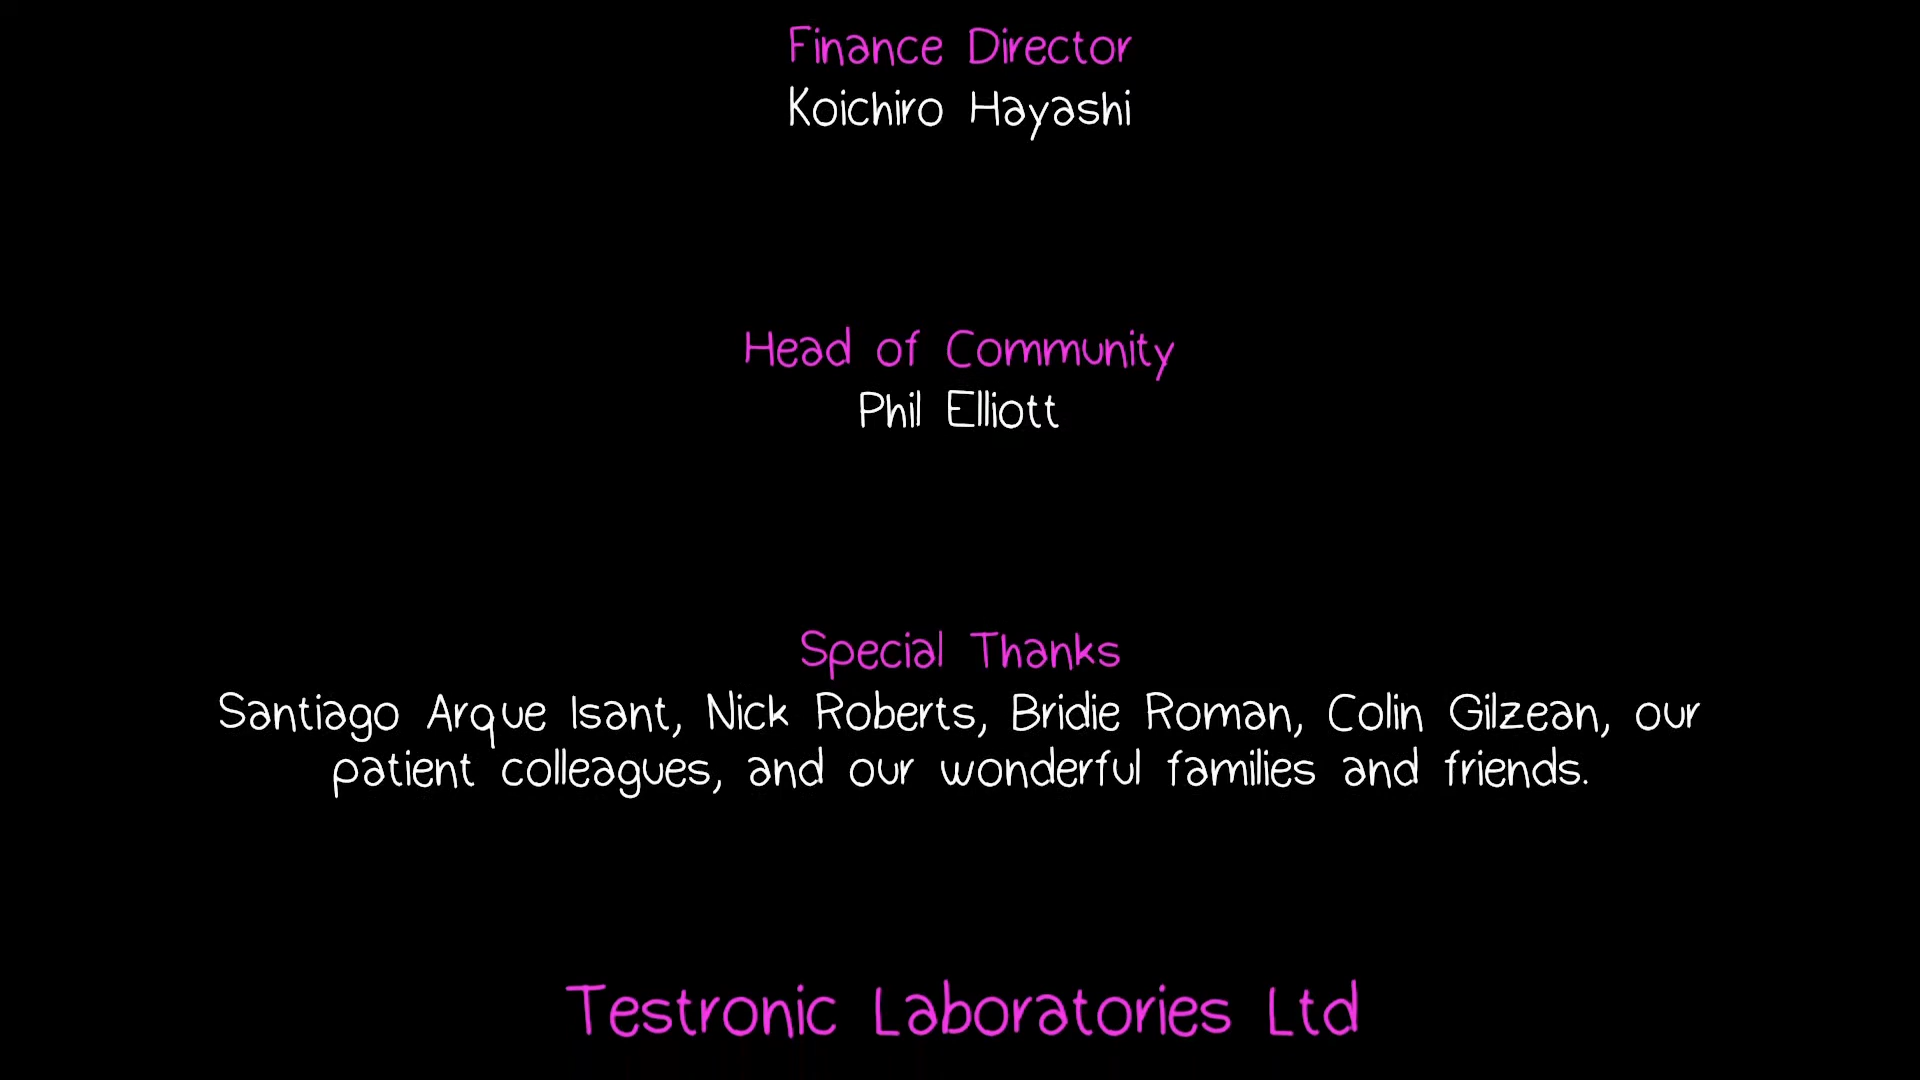 Finance Director
Koichiro Hayashi
Head of Community
Phil Elliott
Special Thanks
Santiago Arque Isant, Nick Roberts, Bridie Roman, Colin Gilzean, our
patient colleagues, and our wonderful families and friends.
Testronic Laboratories Ltd